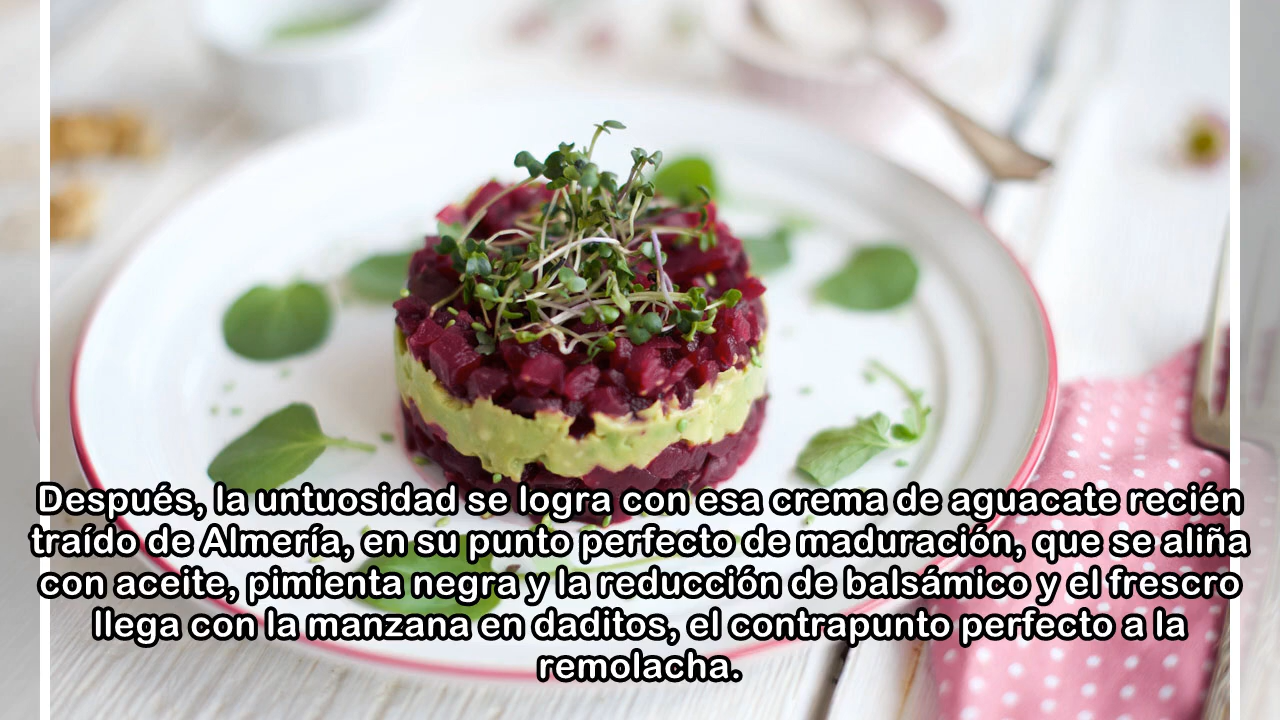 Después, la untuosidad se logra con esa crema de aguacate recién
traído de Almería, en su punto perfecto de maduración, que se aliña
con aceite, pimienta negra y la reducción de balsámico y el frescro
llega con la manzana en daditos, el contrapunto perfecto a la
remolacha.